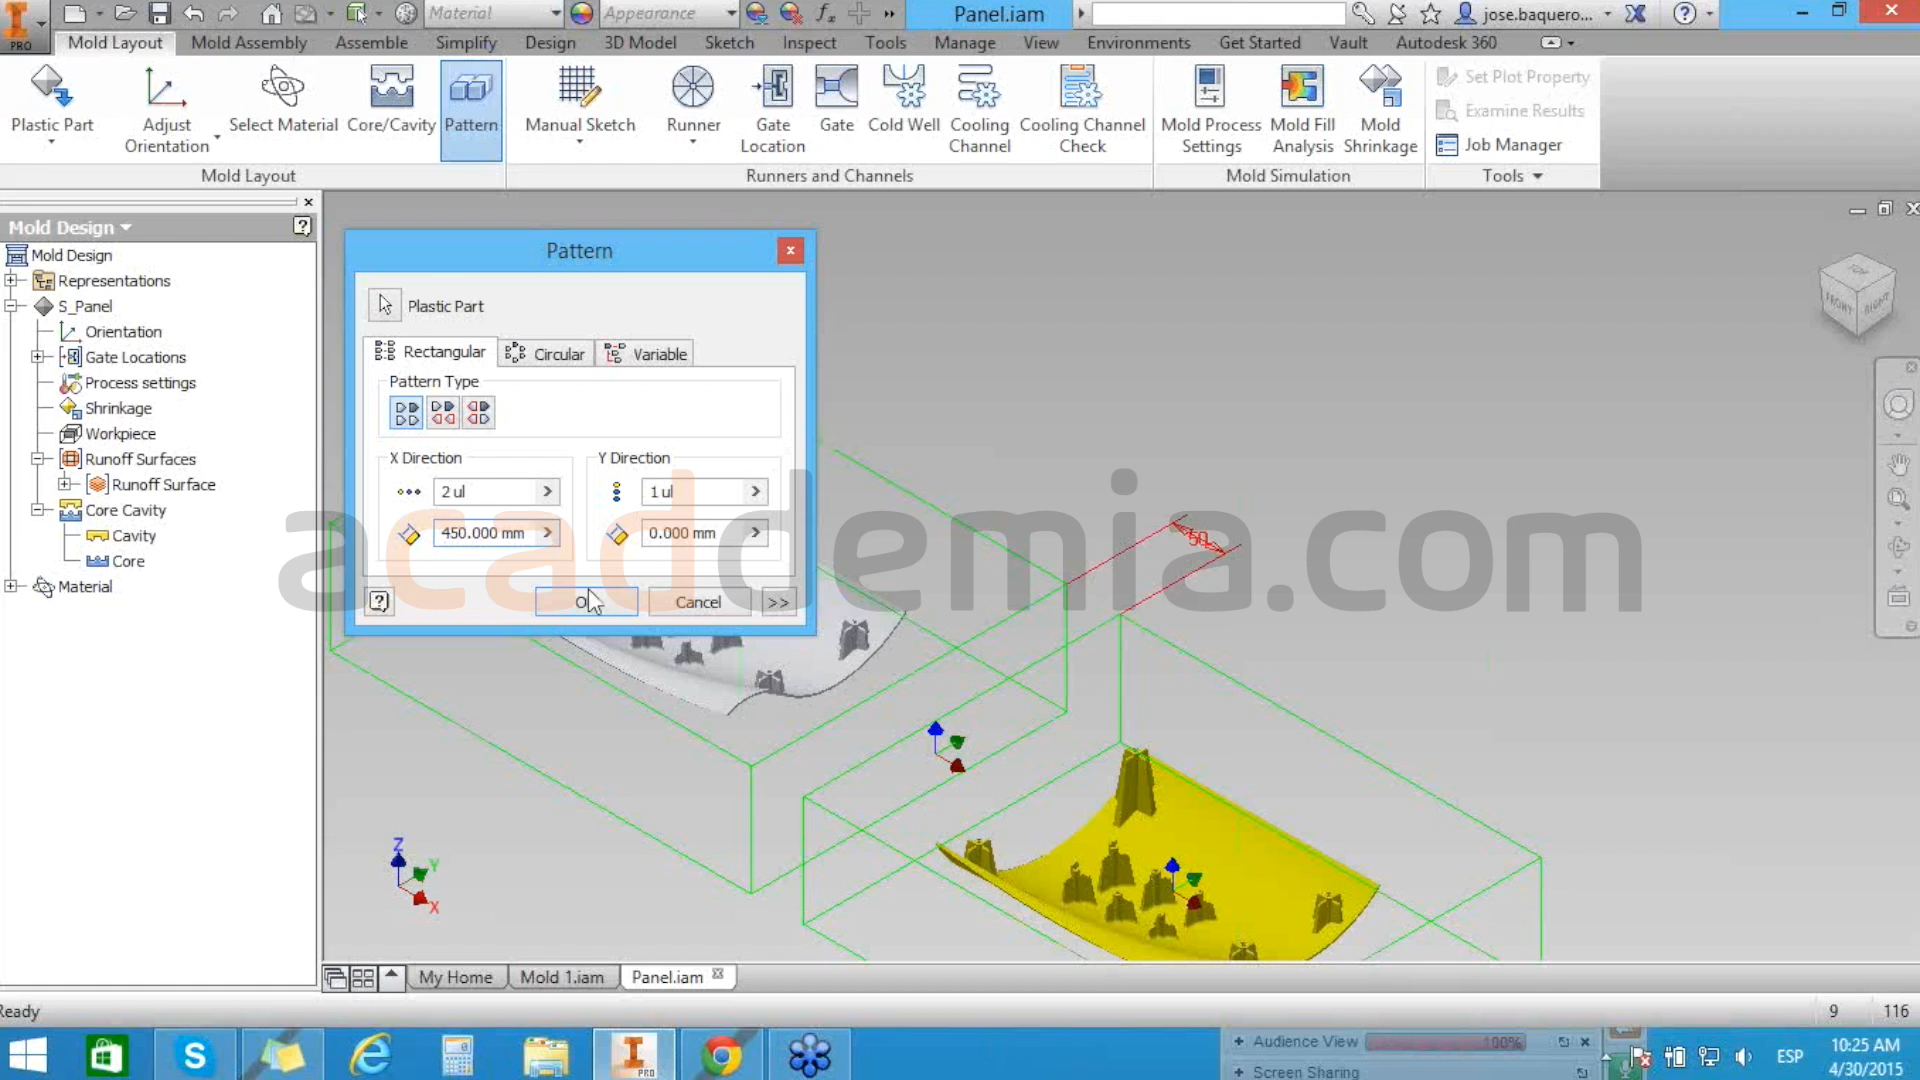 PRO
Material
Appearance
fx
Panel.iam
jose.baquero...
Mold Layout
Mold Assembly
Assemble
Simplify
Design
3D Model
Sketch
Inspect
Tools
Manage
View
Environments
Get Started
Vault
Autodesk 360
Plastic Part
Adjust
Orientation
Select Material
Core/Cavity
Pattern
Manual Sketch
Runner
Gate
Location
Gate
Cold Well
Cooling
Channel
Cooling Channel
Check
Mold Process
Settings
Mold Fill
Analysis
Mold
Shrinkage
Set Plot Property
Examine Results
Job Manager
Mold Layout
Runners and Channels
Mold Simulation
Tools
Mold Design
Mold Design
Representations
S_Panel
Orientation
Gate Locations
Process settings
Shrinkage
Workpiece
Runoff Surfaces
Runoff Surface
Core Cavity
Cavity
Core
Material
Pattern
Plastic Part
Rectangular
Circular
Variable
Pattern Type
X Direction
Y Direction
2 ul
1 ul
450.000 mm
0.000 mm
Cancel
>>
50
FRONT
RIGHT
acaddemia.com
Z
Y
X
My Home
Mold 1.iam
Panel.iam
Ready
9
116
PRO
Audience View
100%
Screen Sharing
ESP
10:25 AM
4/30/2015